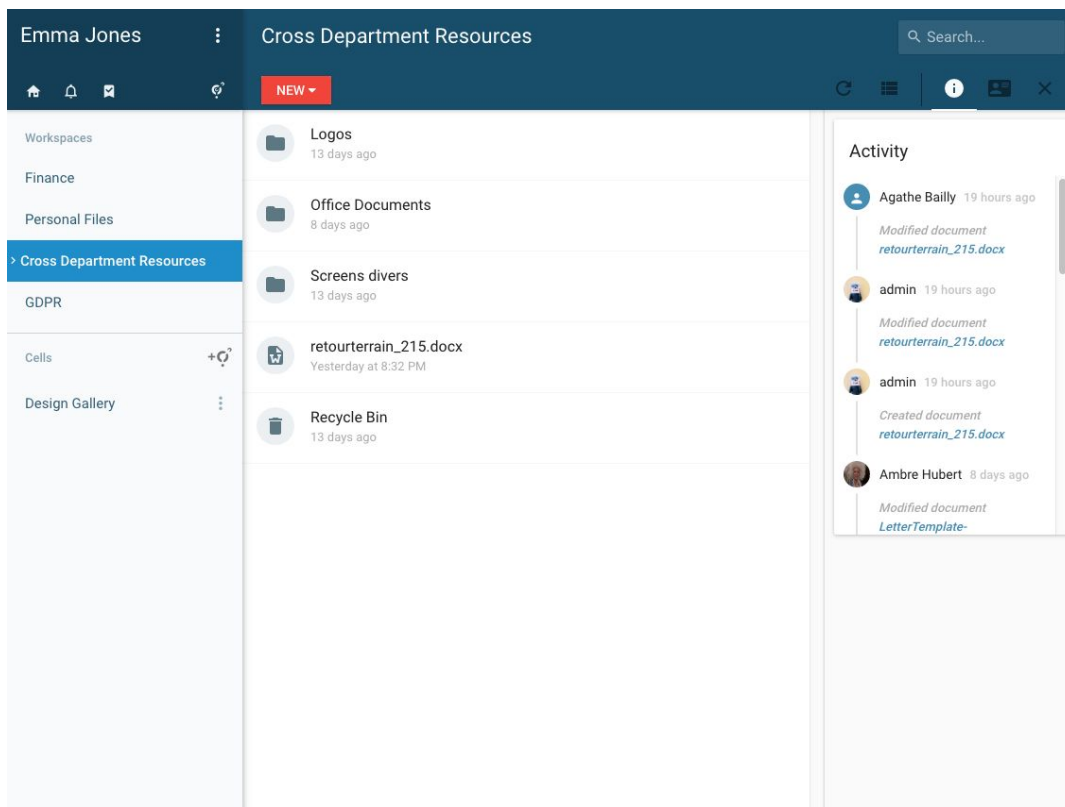 Emma Jones
Cross Department Resources
Search...
NEW
Workspaces
Finance
Personal Files
Cross Department Resources
GDPR
Cells
Design Gallery
Logos
13 days ago
Office Documents
8 days ago
Screens divers
13 days ago
retourterrain_215.docx
Yesterday at 8:32 PM
Recycle Bin
13 days ago
Activity
Agathe Bailly 19 hours ago
Modified document
retourterrain_215.docx
admin 19 hours ago
Modified document
retourterrain_215.docx
admin 19 hours ago
Created document
retourterrain_215.docx
Ambre Hubert 8 days ago
Modified document
LetterTemplate-